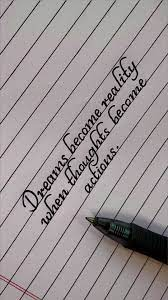 Dreams become reality
when thoughts become
actions.